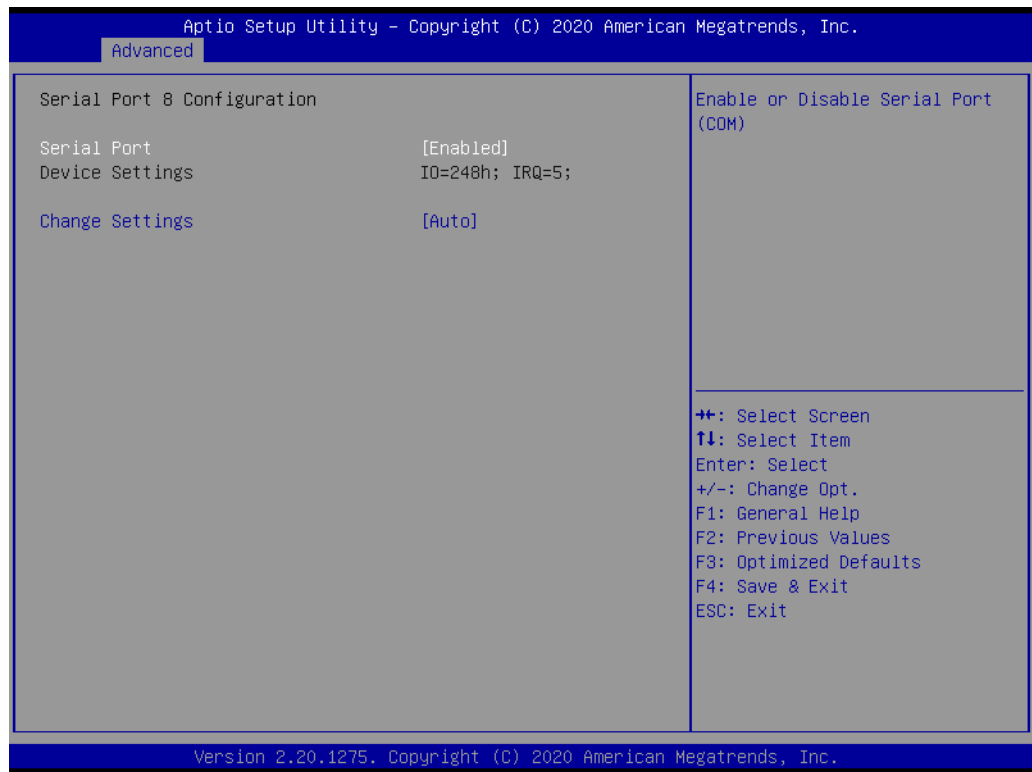 Aptio Setup Utility – Copyright (C) 2020 American Megatrends, Inc.
Advanced
Serial Port 8 Configuration
Serial Port [Enabled]
Device Settings IO=248h; IRQ=5;
Change Settings [Auto]
Enable or Disable Serial Port
(COM)
→←: Select Screen
↑↓: Select Item
Enter: Select
+/-: Change Opt.
F1: General Help
F2: Previous Values
F3: Optimized Defaults
F4: Save & Exit
ESC: Exit
Version 2.20.1275. Copyright (C) 2020 American Megatrends, Inc.